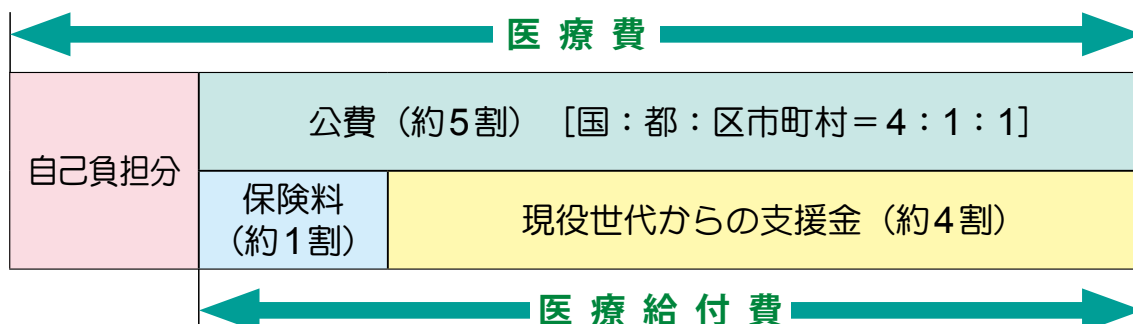 医療費
自己負担分
公費（約5割）［国：都：区市町村＝4：1：1］
保険料
（約1割）
現役世代からの支援金（約4割）
医療給付費